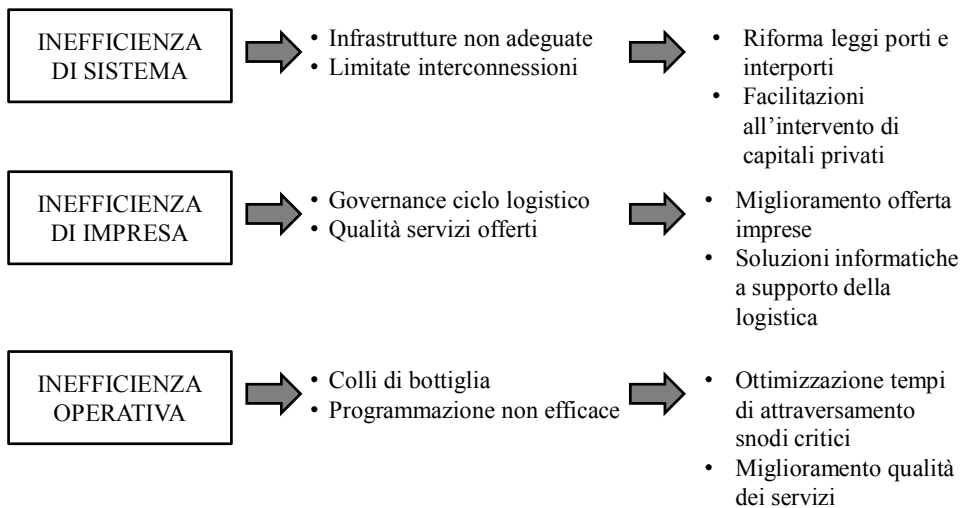 INEFFICIENZA
DI SISTEMA
• Infrastrutture non adeguate
• Limitate interconnessioni
• Riforma leggi porti e
interporti
• Facilitazioni
all’intervento di
capitali privati
INEFFICIENZA
DI IMPRESA
• Governance ciclo logistico
• Qualità servizi offerti
• Miglioramento offerta
imprese
• Soluzioni informatiche
a supporto della
logistica
INEFFICIENZA
OPERATIVA
• Colli di bottiglia
• Programmazione non efficace
• Ottimizzazione tempi
di attraversamento
snodi critici
• Miglioramento qualità
dei servizi